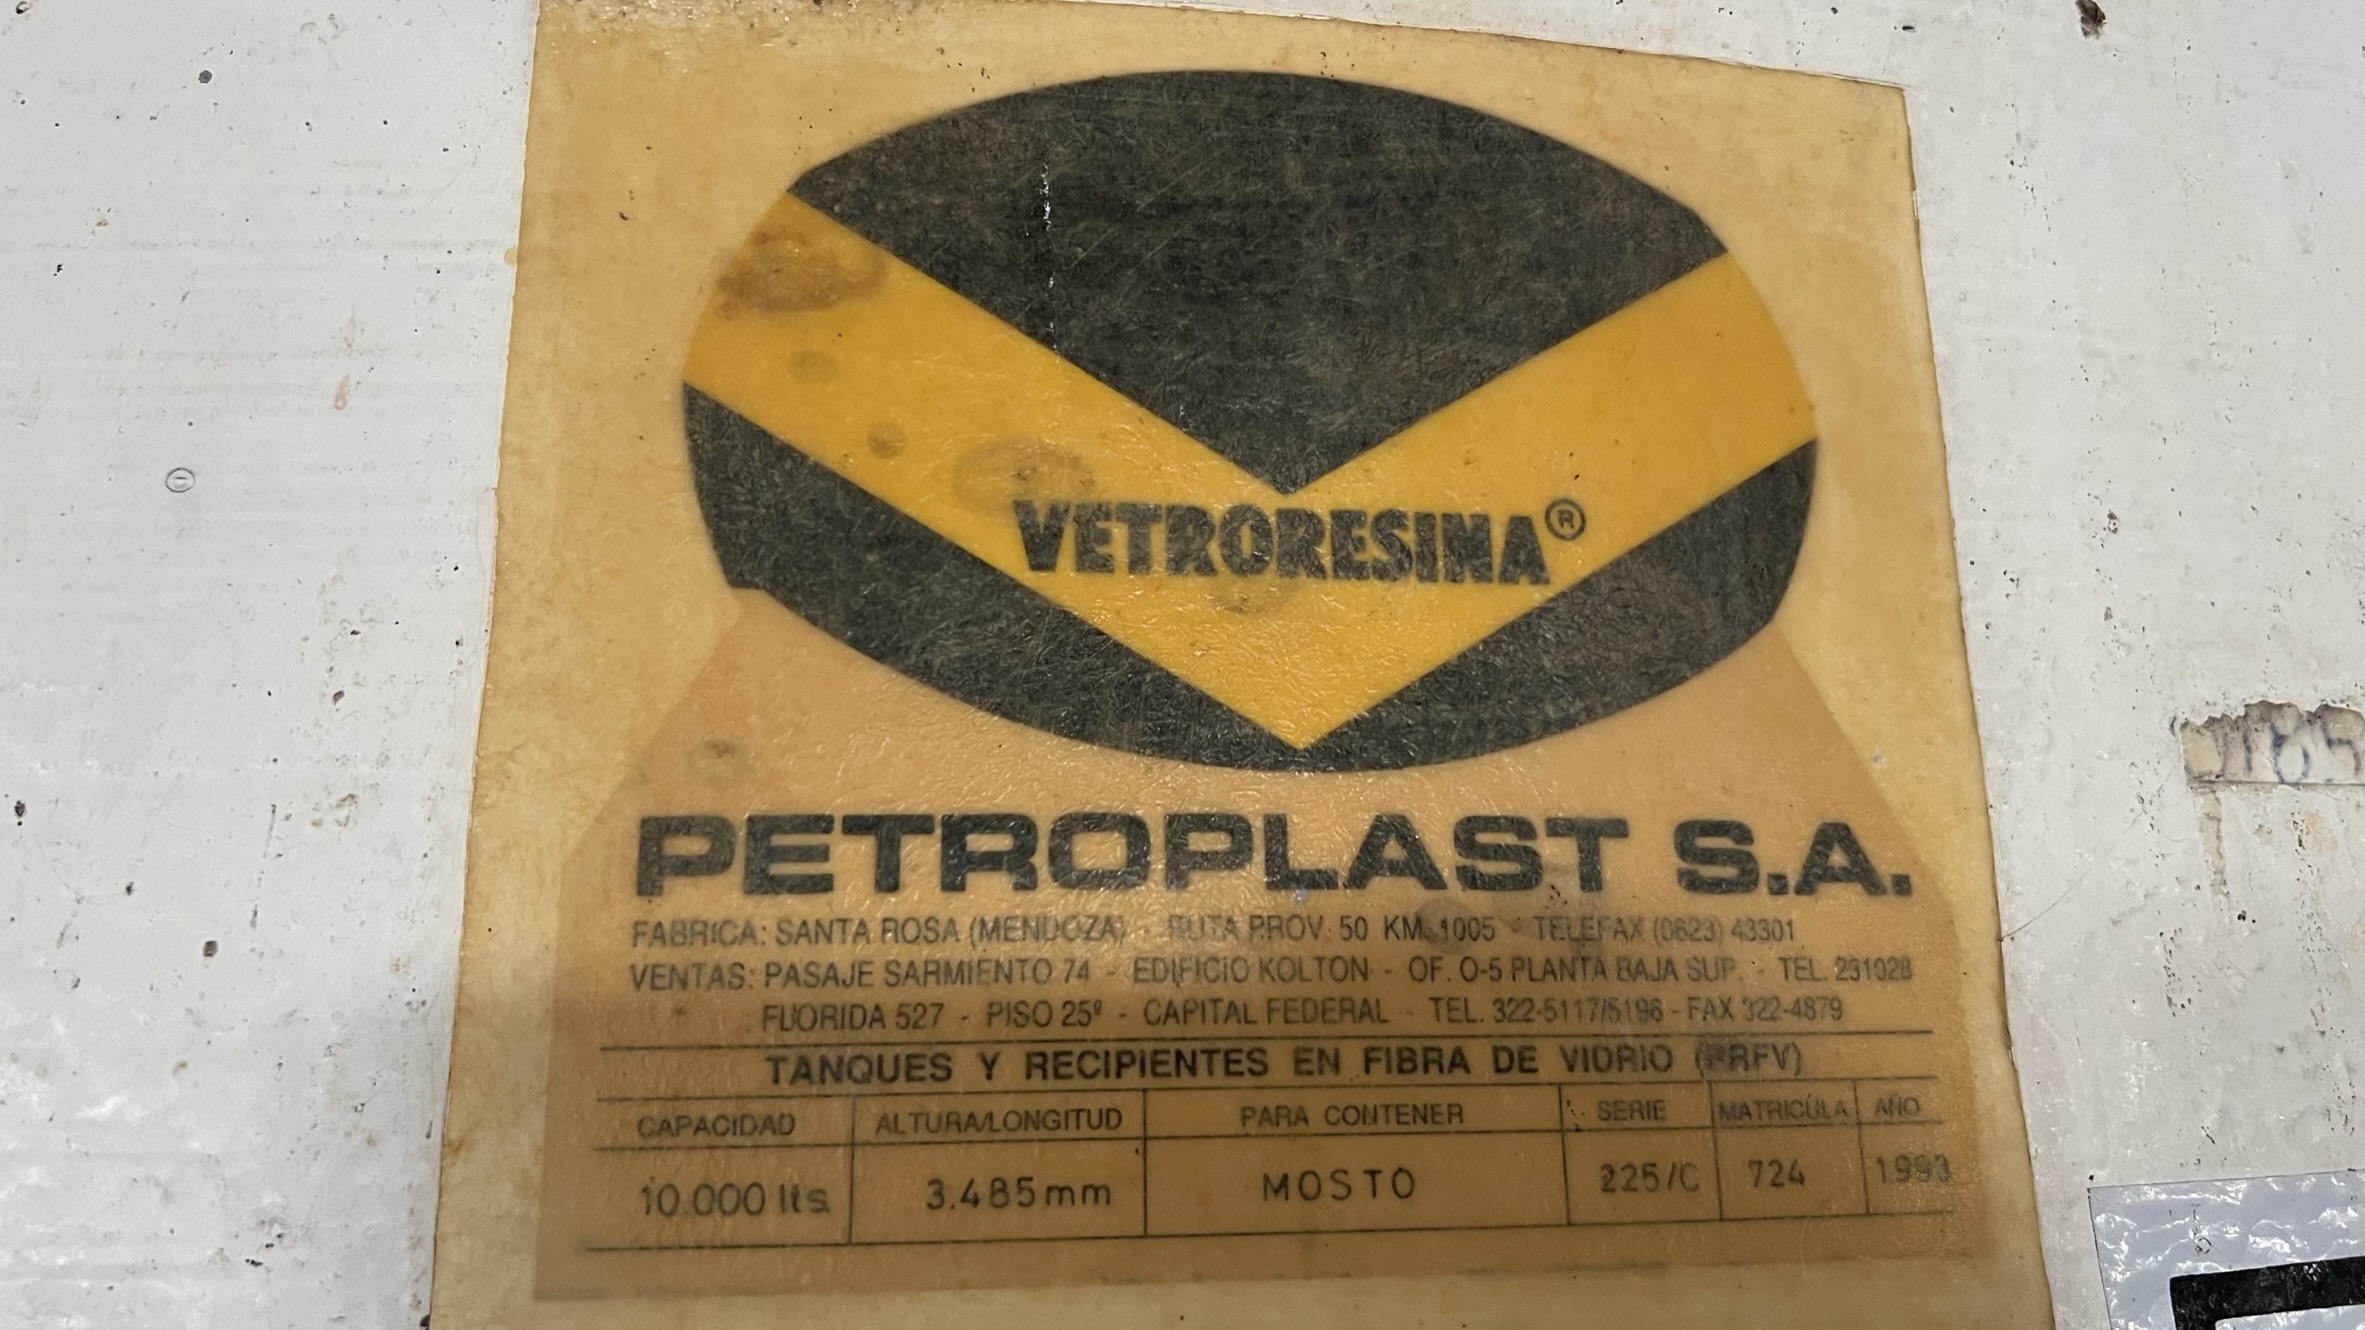 VETRORESINA®
PETROPLAST S.A.
FABRICA: SANTA ROSA (MENDOZA) - RUTA PROV. 50 KM. 1005 - TELEFAX (0623) 43301
VENTAS: PASAJE SARMIENTO 74 - EDIFICIO KOLTON - OF. O-5 PLANTA BAJA SUP. - TEL. 231028
FLORIDA 527 - PISO 25º - CAPITAL FEDERAL - TEL. 322-5117/5196 - FAX 322-4879
TANQUES Y RECIPIENTES EN FIBRA DE VIDRIO (PRFV)
CAPACIDAD ALTURA/LONGITUD PARA CONTENER SERIE MATRICULA AÑO
10.000 lts. 3.485mm MOSTO 225/C 724 1993